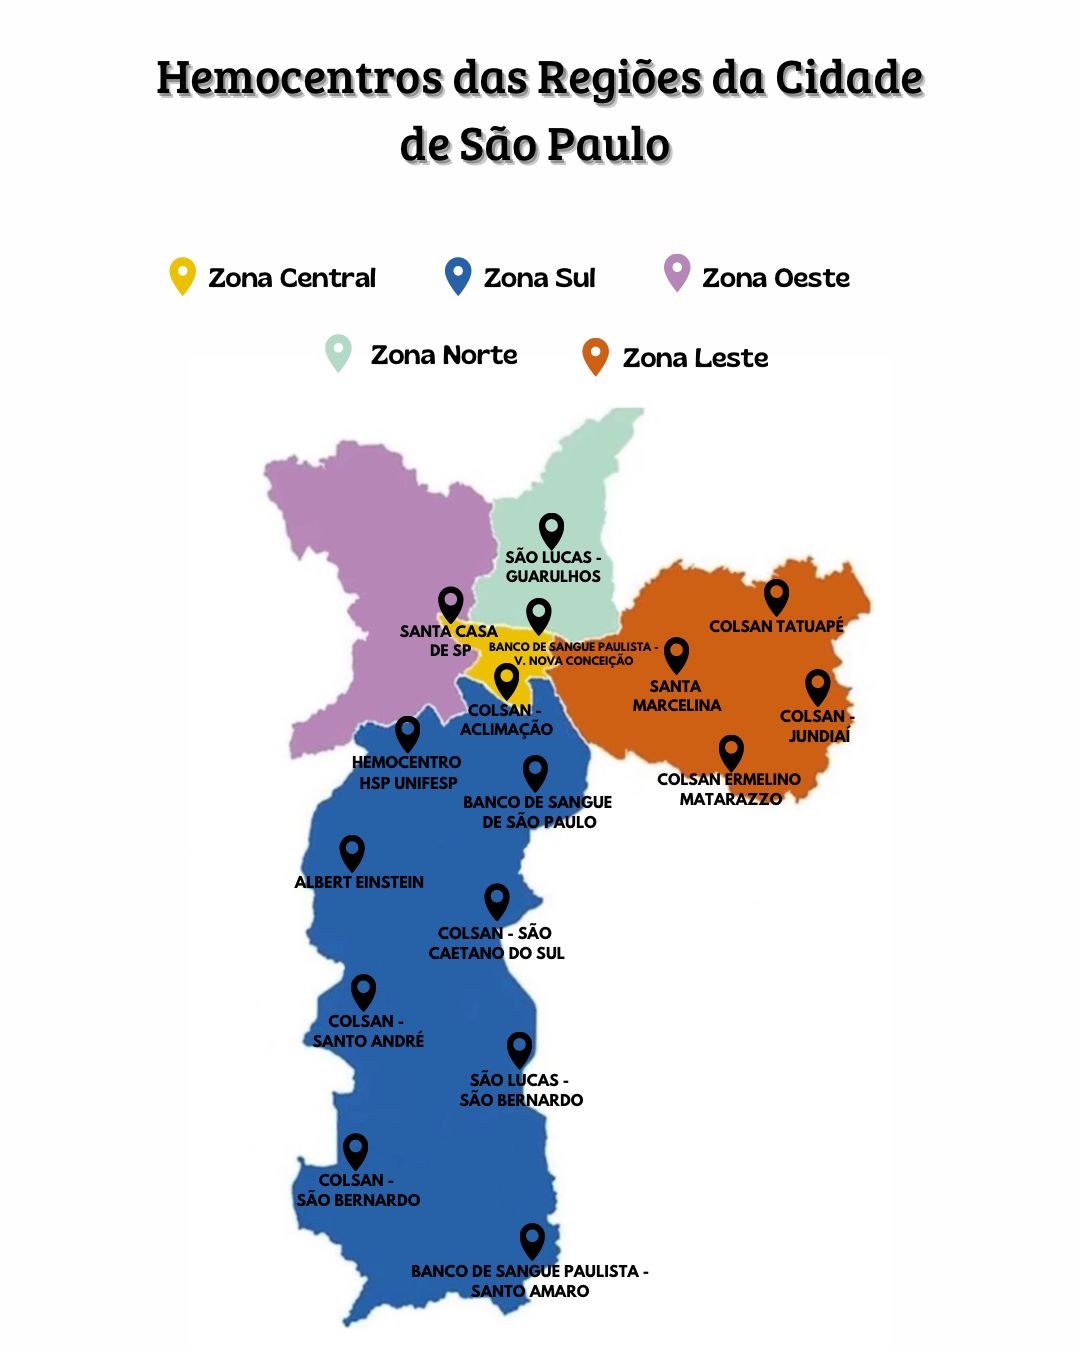 Hemocentros das Regiões da Cidade
de São Paulo
Zona Central
Zona Sul
Zona Oeste
Zona Norte
Zona Leste
SÃO LUCAS -
GUARULHOS
SANTA CASA
DE SP
BANCO DE SANGUE PAULISTA -
V. NOVA CONCEIÇÃO
COLSAN TATUAPÉ
SANTA
MARCELINA
COLSAN -
JUNDIAÍ
COLSAN -
ACLIMAÇÃO
HEMOCENTRO
HSP UNIFESP
COLSAN ERMELINO
MATARAZZO
BANCO DE SANGUE
DE SÃO PAULO
ALBERT EINSTEIN
COLSAN - SÃO
CAETANO DO SUL
COLSAN -
SANTO ANDRÉ
SÃO LUCAS -
SÃO BERNARDO
COLSAN -
SÃO BERNARDO
BANCO DE SANGUE PAULISTA -
SANTO AMARO